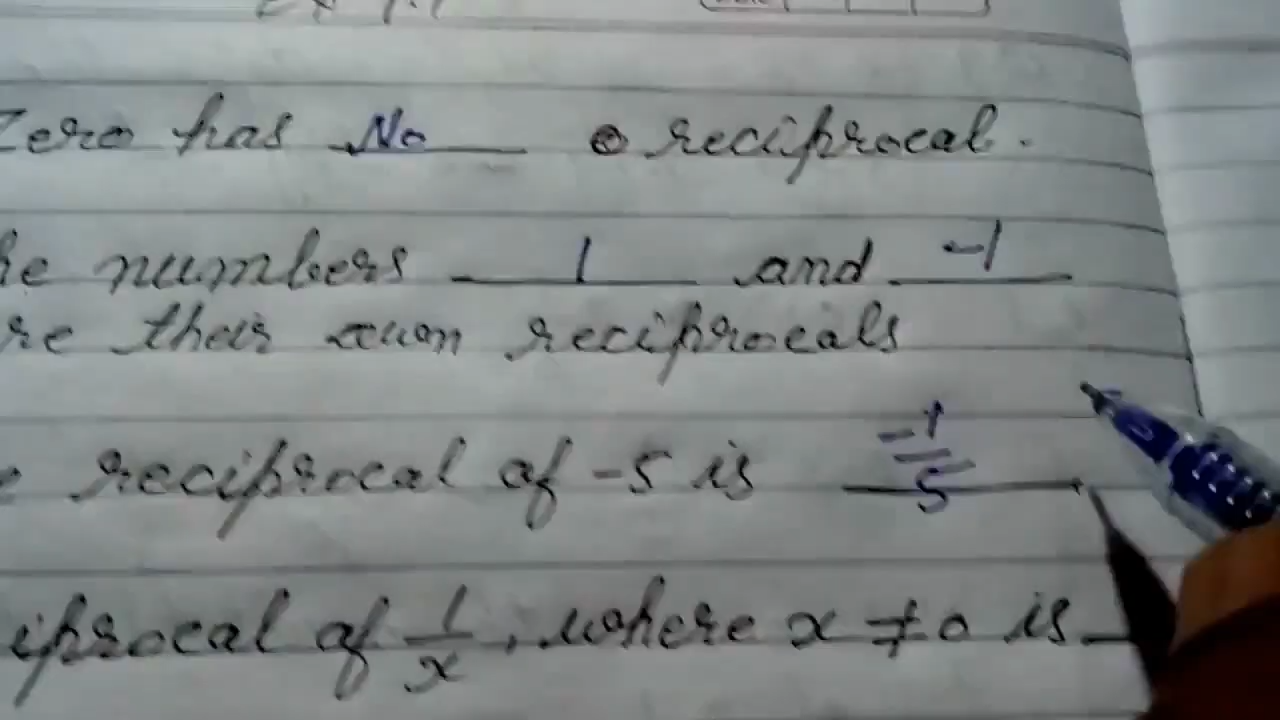 Zero has No reciprocal.
he numbers 1 and -1
re their own reciprocals
e reciprocal of -5 is -1/5
iprocal of 1/x, where x ≠ 0 is